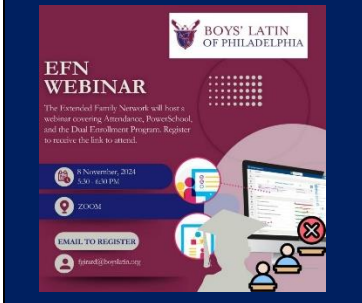 BOYS' LATIN
OF PHILADELPHIA
EFN
WEBINAR
The Extended Family Network will host a
webinar covering Attendance, PowerSchool,
and the Dual Enrollment Program. Register
to receive the link to attend.
8 November, 2024
5:30 - 6:30 PM
ZOOM
EMAIL TO REGISTER